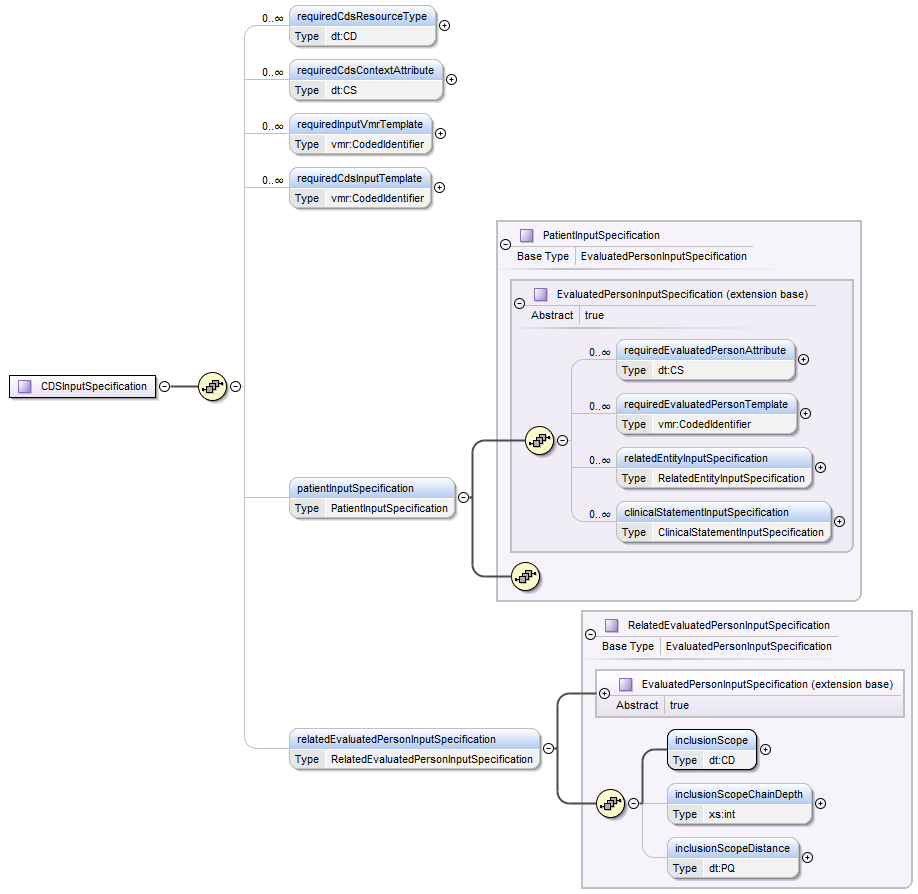 0..∞ requiredCdsResourceType
Type dt:CD
0..∞ requiredCdsContextAttribute
Type dt:CS
0..∞ requiredInputVmrTemplate
Type vmr:CodedIdentifier
0..∞ requiredCdsInputTemplate
Type vmr:CodedIdentifier
CDSInputSpecification
patientInputSpecification
Type PatientInputSpecification
PatientInputSpecification
Base Type EvaluatedPersonInputSpecification
EvaluatedPersonInputSpecification (extension base)
Abstract true
0..∞ requiredEvaluatedPersonAttribute
Type dt:CS
0..∞ requiredEvaluatedPersonTemplate
Type vmr:CodedIdentifier
0..∞ relatedEntityInputSpecification
Type RelatedEntityInputSpecification
0..∞ clinicalStatementInputSpecification
Type ClinicalStatementInputSpecification
relatedEvaluatedPersonInputSpecification
Type RelatedEvaluatedPersonInputSpecification
RelatedEvaluatedPersonInputSpecification
Base Type EvaluatedPersonInputSpecification
EvaluatedPersonInputSpecification (extension base)
Abstract true
inclusionScope
Type dt:CD
inclusionScopeChainDepth
Type xs:int
inclusionScopeDistance
Type dt:PQ